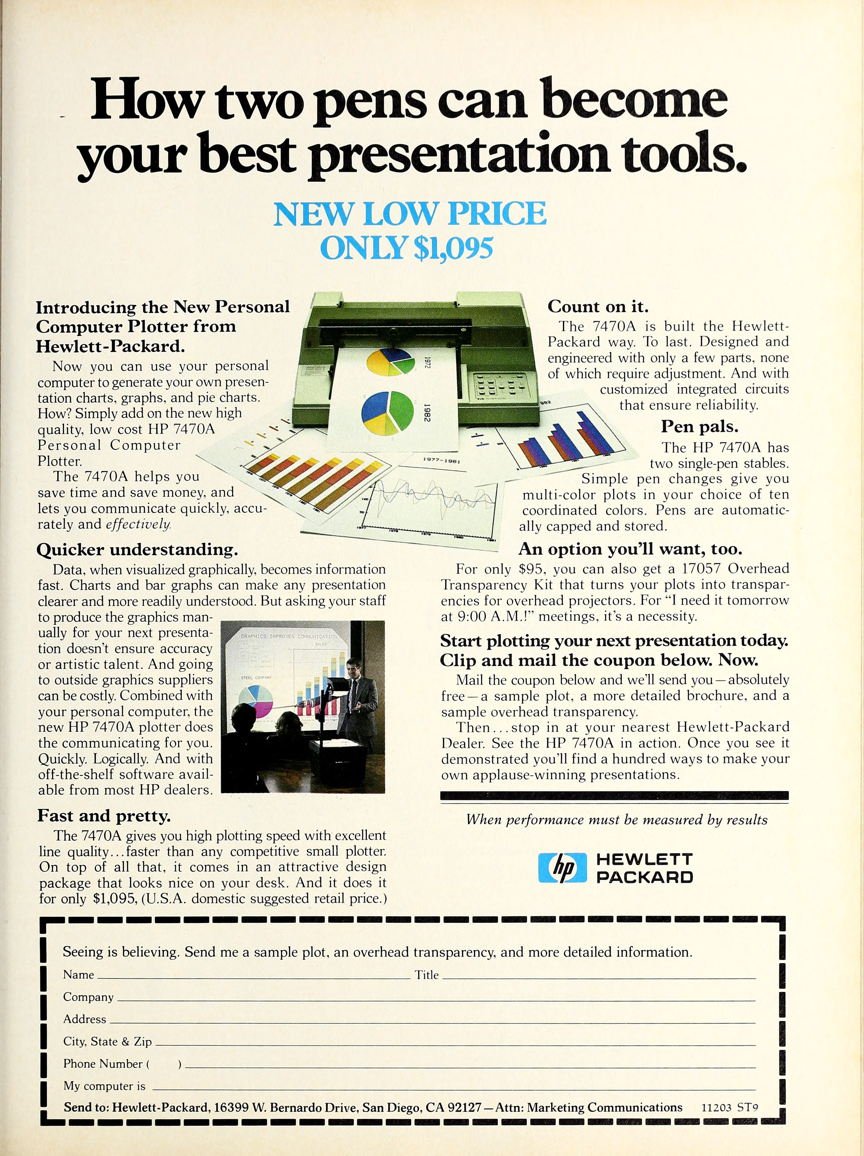 How two pens can become
your best presentation tools.
NEW LOW PRICE
ONLY $1,095
Introducing the New Personal
Computer Plotter from
Hewlett-Packard.
Now you can use your personal
computer to generate your own presen-
tation charts, graphs, and pie charts.
How? Simply add on the new high
quality, low cost HP 7470A
Personal Computer
Plotter.
The 7470A helps you
save time and save money, and
lets you communicate quickly, accu-
rately and effectively.
Quicker understanding.
Data, when visualized graphically, becomes information
fast. Charts and bar graphs can make any presentation
clearer and more readily understood. But asking your staff
to produce the graphics man-
ually for your next presenta-
tion doesn't ensure accuracy
or artistic talent. And going
to outside graphics suppliers
can be costly. Combined with
your personal computer, the
new HP 7470A plotter does
the communicating for you.
Quickly. Logically. And with
off-the-shelf software avail-
able from most HP dealers.
Fast and pretty.
The 7470A gives you high plotting speed with excellent
line quality...faster than any competitive small plotter.
On top of all that, it comes in an attractive design
package that looks nice on your desk. And it does it
for only $1,095, (U.S.A. domestic suggested retail price.)
1972
1982
1977-1981
GRAPHICS IMPROVES COMMUNICATION
Count on it.
The 7470A is built the Hewlett-
Packard way. To last. Designed and
engineered with only a few parts, none
of which require adjustment. And with
customized integrated circuits
that ensure reliability.
Pen pals.
The HP 7470A has
two single-pen stables.
Simple pen changes give you
multi-color plots in your choice of ten
coordinated colors. Pens are automatic-
ally capped and stored.
An option you'll want, too.
For only $95, you can also get a 17057 Overhead
Transparency Kit that turns your plots into transpar-
encies for overhead projectors. For "I need it tomorrow
at 9:00 A.M.!" meetings, it's a necessity.
Start plotting your next presentation today.
Clip and mail the coupon below. Now.
Mail the coupon below and we'll send you—absolutely
free—a sample plot, a more detailed brochure, and a
sample overhead transparency.
Then...stop in at your nearest Hewlett-Packard
Dealer. See the HP 7470A in action. Once you see it
demonstrated you'll find a hundred ways to make your
own applause-winning presentations.
When performance must be measured by results
hp HEWLETT
PACKARD
Seeing is believing. Send me a sample plot, an overhead transparency, and more detailed information.
Name Title
Company
Address
City, State & Zip
Phone Number ( )
My computer is
Send to: Hewlett-Packard, 16399 W. Bernardo Drive, San Diego, CA 92127—Attn: Marketing Communications 11203 ST9